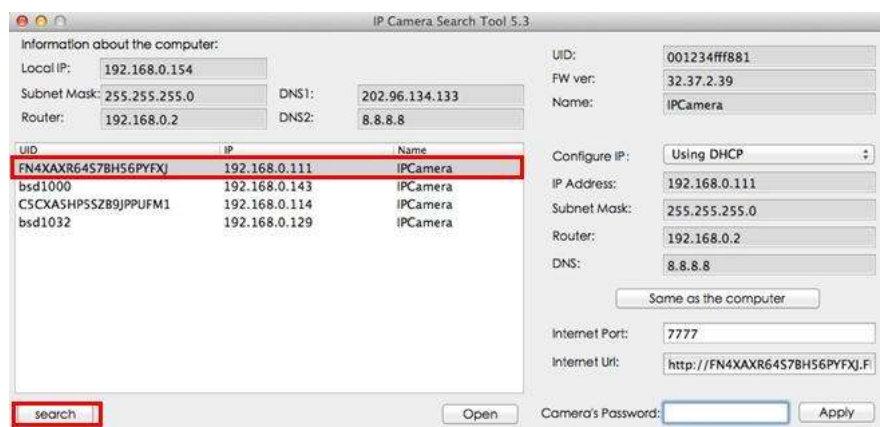 IP Camera Search Tool 5.3
Information about the computer:
Local IP: 192.168.0.154
Subnet Mask: 255.255.255.0 DNS1: 202.96.134.133
Router: 192.168.0.2 DNS2: 8.8.8.8
UID IP Name
FN4XAXR64S7BH56PYFXJ 192.168.0.111 IPCamera
bsd1000 192.168.0.143 IPCamera
C5CXA5HPSSZB9JPPUFM1 192.168.0.114 IPCamera
bsd1032 192.168.0.129 IPCamera
search Open
UID: 001234fff881
FW ver: 32.37.2.39
Name: IPCamera
Configure IP: Using DHCP
IP Address: 192.168.0.111
Subnet Mask: 255.255.255.0
Router: 192.168.0.2
DNS: 8.8.8.8
Same as the computer
Internet Port: 7777
Internet Url: http://FN4XAXR64S7BH56PYFXJ.F
Camera's Password: Apply